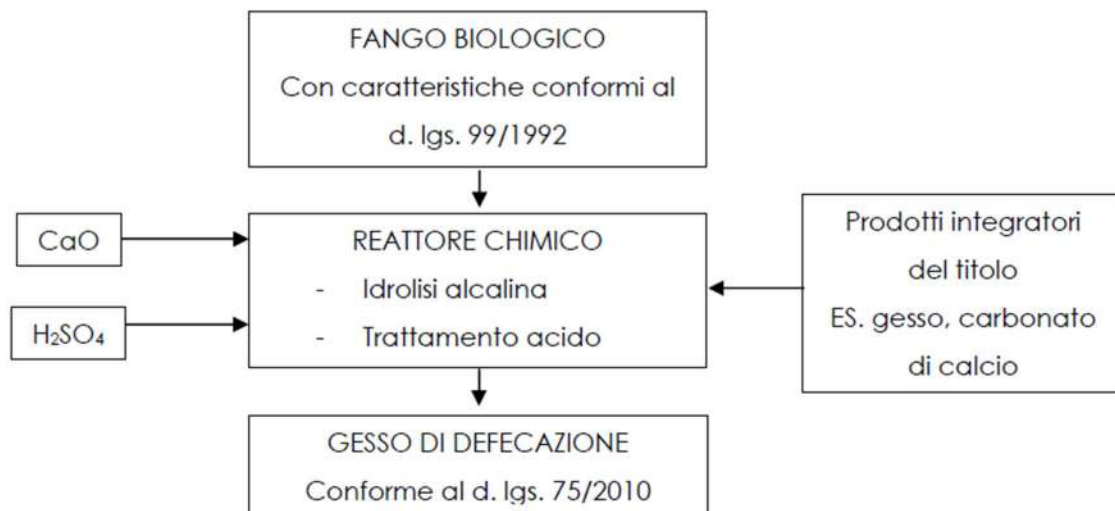 FANGO BIOLOGICO
Con caratteristiche conformi al
d. lgs. 99/1992
CaO
H₂SO₄
REATTORE CHIMICO
- Idrolisi alcalina
- Trattamento acido
Prodotti integratori
del titolo
ES. gesso, carbonato
di calcio
GESSO DI DEFECAZIONE
Conforme al d. lgs. 75/2010